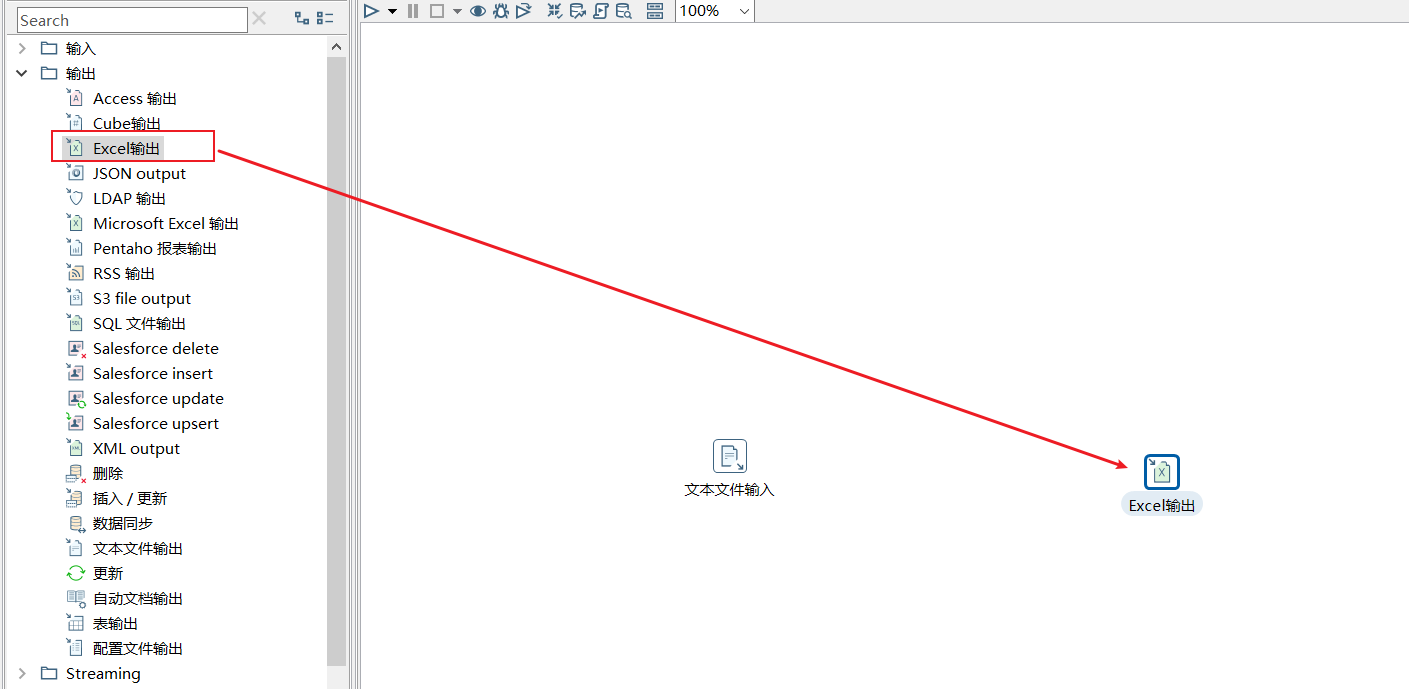 Search
100%
输入
输出
Access 输出
Cube输出
Excel输出
JSON output
LDAP 输出
Microsoft Excel 输出
Pentaho 报表输出
RSS 输出
S3 file output
SQL 文件输出
Salesforce delete
Salesforce insert
Salesforce update
Salesforce upsert
XML output
删除
插入 / 更新
数据同步
文本文件输出
更新
自动文档输出
表输出
配置文件输出
Streaming
文本文件输入
Excel输出